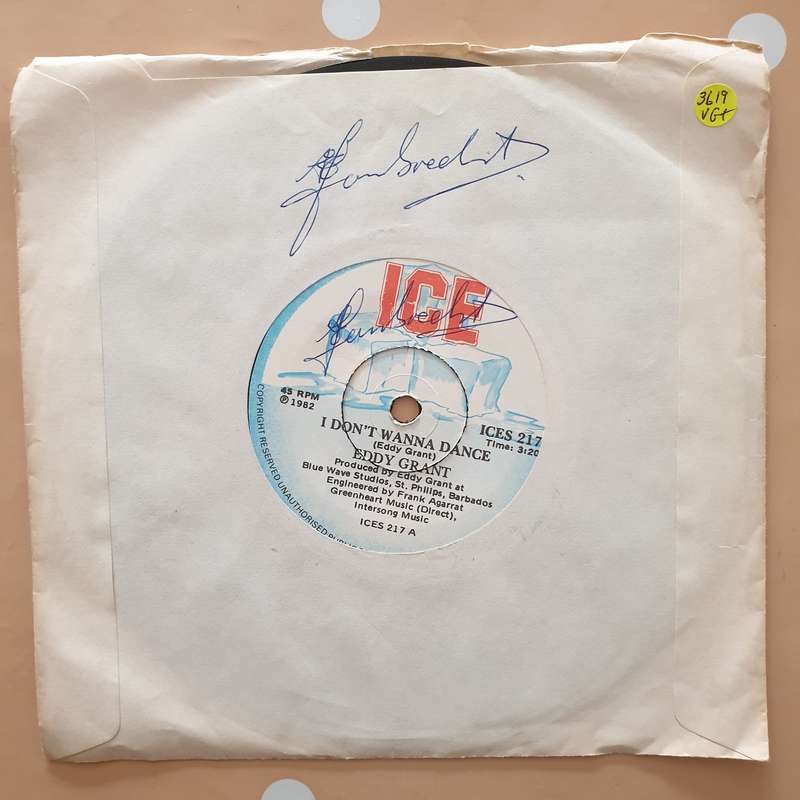 3619
VG+
ICE
45 RPM
℗ 1982
ICES 217
Time: 3:20
I DON'T WANNA DANCE
(Eddy Grant)
EDDY GRANT
Produced by Eddy Grant at
Blue Wave Studios, St. Philips, Barbados
Engineered by Frank Agarrat
Greenheart Music (Direct),
Intersong Music
ICES 217 A
COPYRIGHT RESERVED UNAUTHORISED